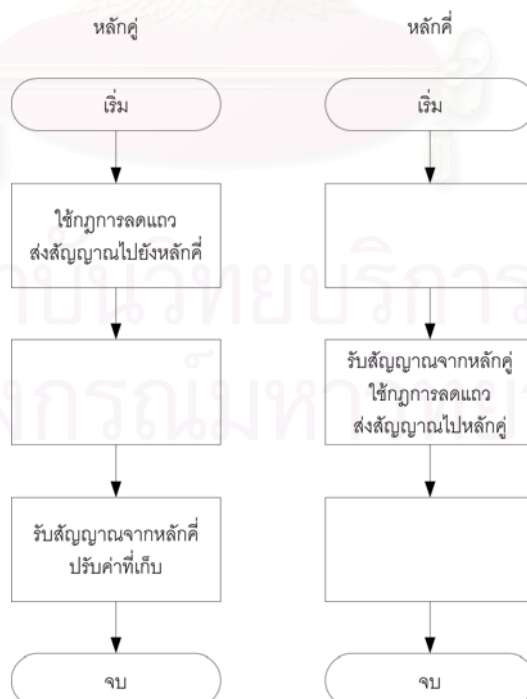 หลักคู่
หลักคี่
เริ่ม
เริ่ม
ใช้กฎการลดแถว
ส่งสัญญาณไปยังหลักคี่
รับสัญญาณจากหลักคู่
ใช้กฎการลดแถว
ส่งสัญญาณไปหลักคู่
รับสัญญาณจากหลักคี่
ปรับค่าที่เก็บ
จบ
จบ